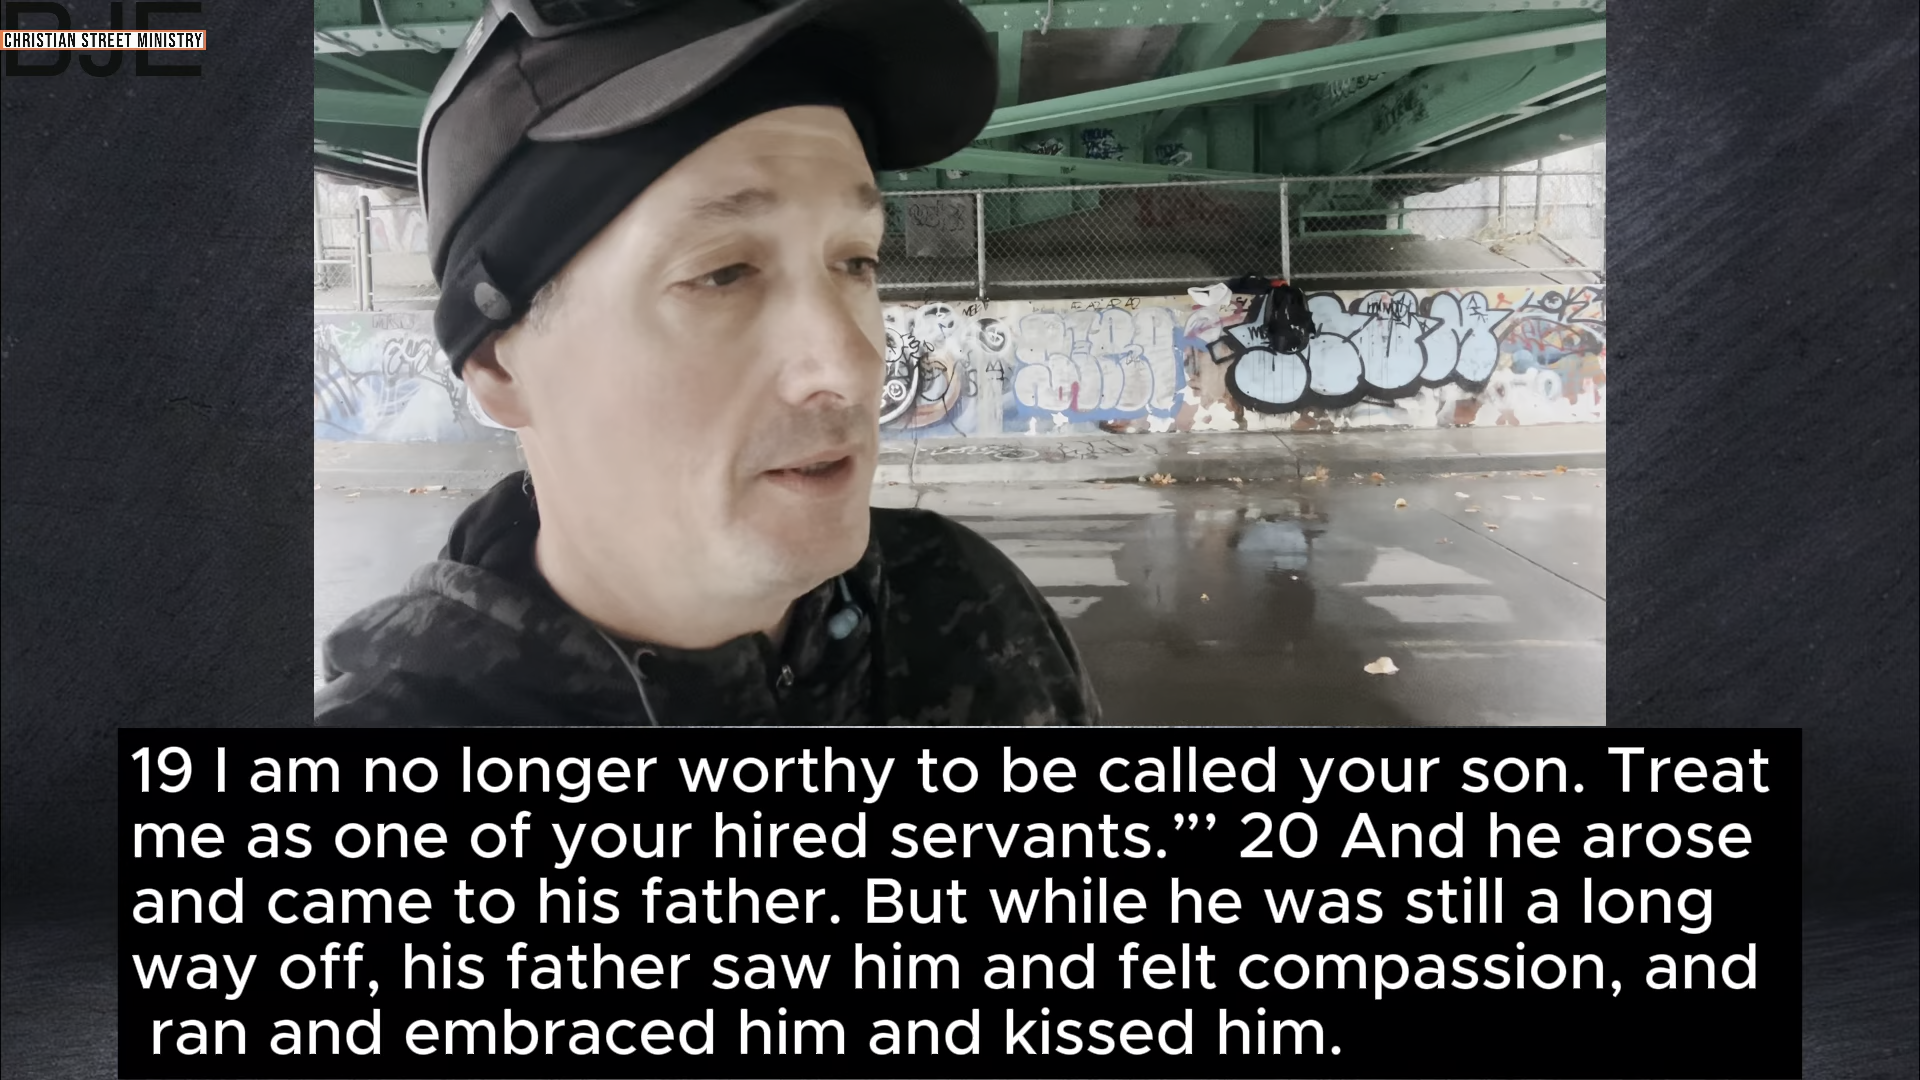 BJE
CHRISTIAN STREET MINISTRY
19 I am no longer worthy to be called your son. Treat
me as one of your hired servants.”’ 20 And he arose
and came to his father. But while he was still a long
way off, his father saw him and felt compassion, and
ran and embraced him and kissed him.